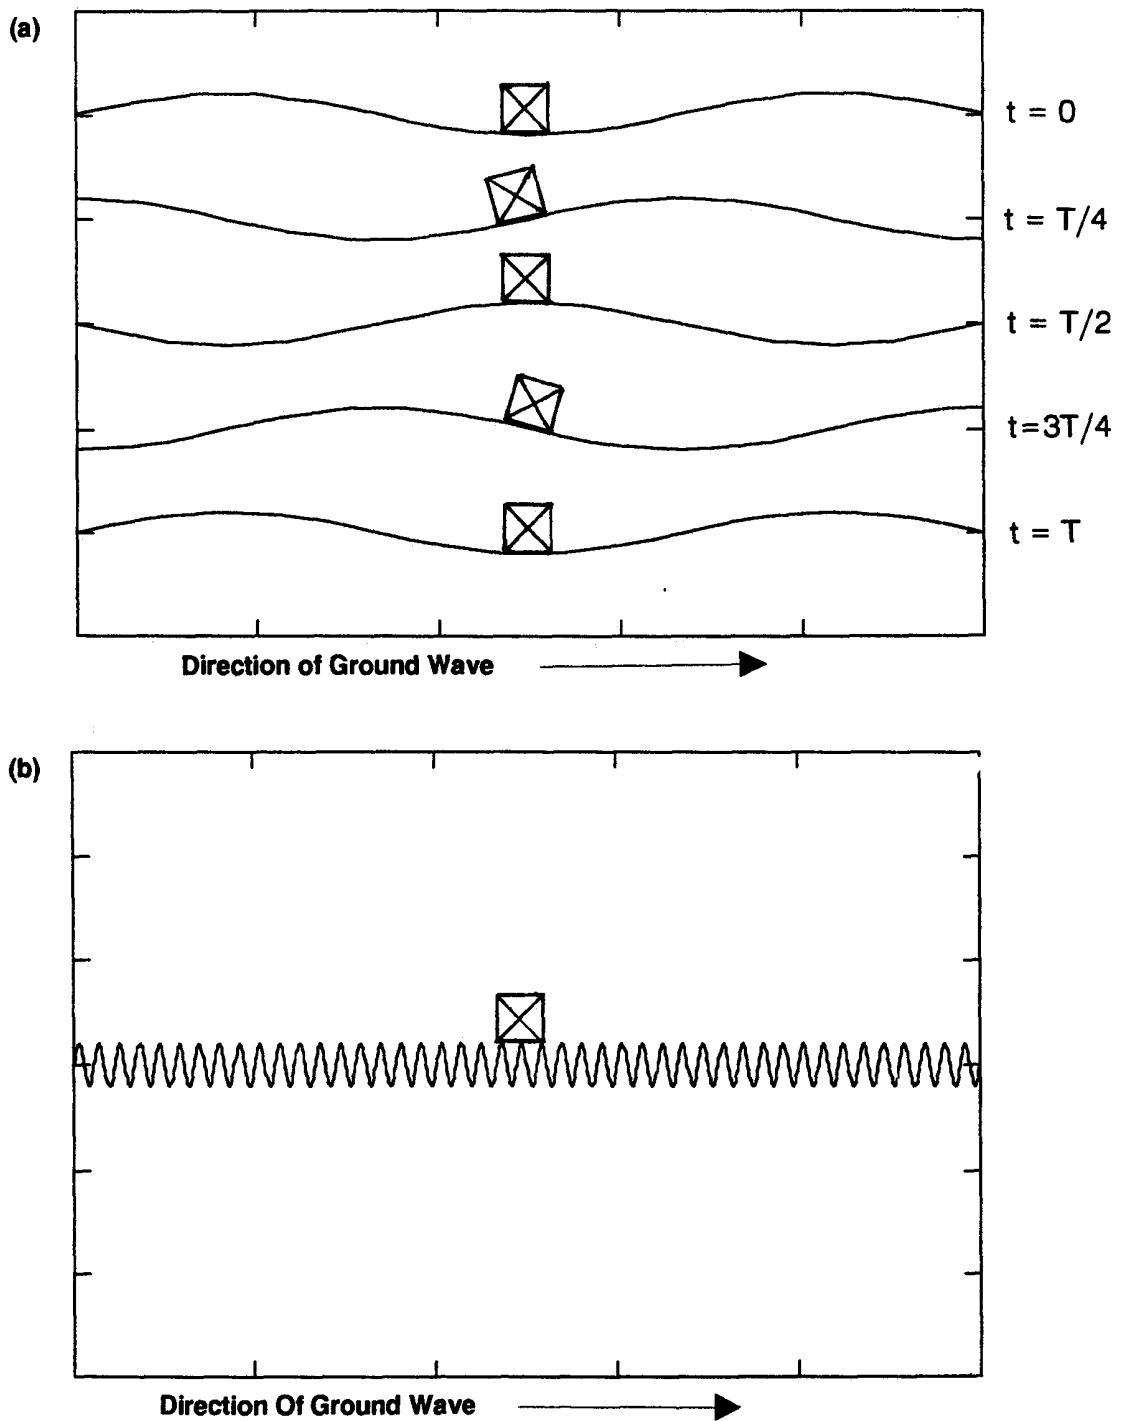 (a)
t = 0
t = T/4
t = T/2
t=3T/4
t = T
Direction of Ground Wave
(b)
Direction Of Ground Wave